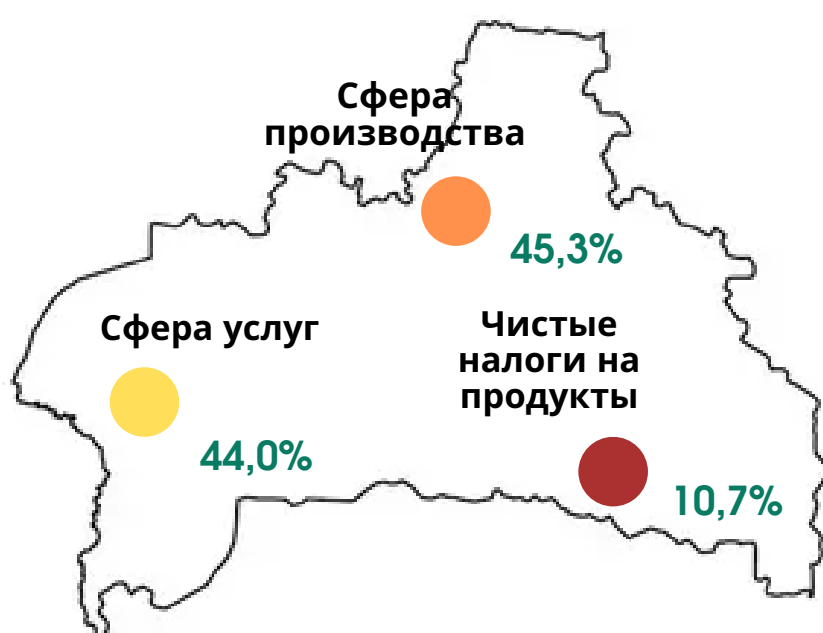 Сфера
производства
45,3%
Сфера услуг
44,0%
Чистые
налоги на
продукты
10,7%